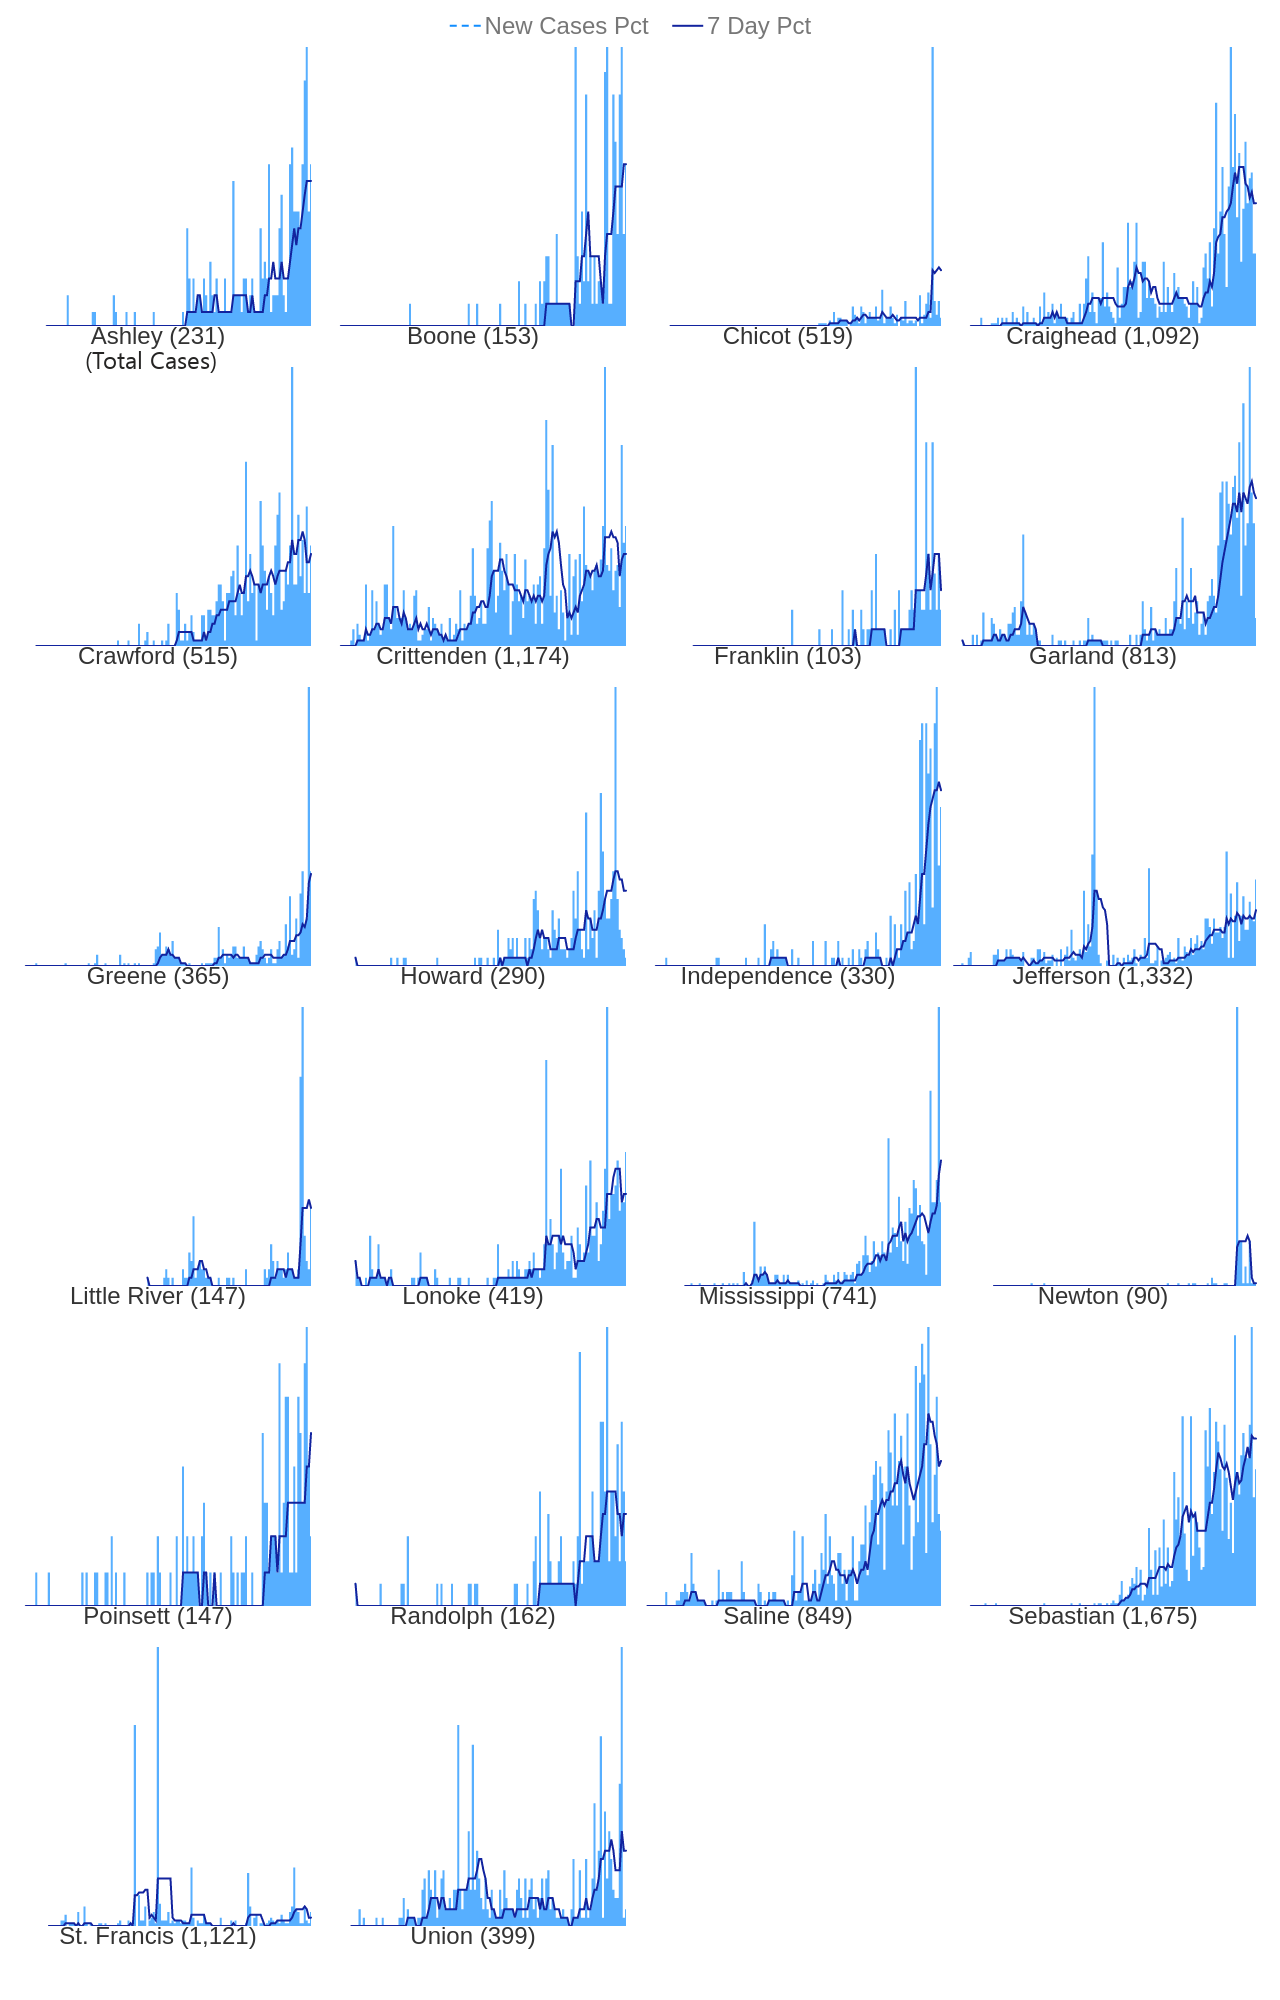 New Cases Pct 7 Day Pct
Ashley (231) Boone (153) Chicot (519) Craighead (1,092)
(Total Cases)
Crawford (515) Crittenden (1,174) Franklin (103) Garland (813)
Greene (365) Howard (290) Independence (330) Jefferson (1,332)
Little River (147) Lonoke (419) Mississippi (741) Newton (90)
Poinsett (147) Randolph (162) Saline (849) Sebastian (1,675)
St. Francis (1,121) Union (399)